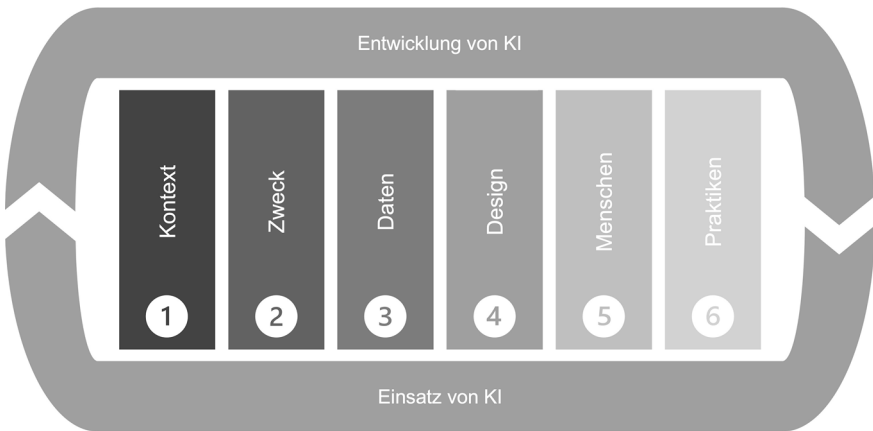 Entwicklung von KI
Kontext
1
Zweck
2
Daten
3
Design
4
Menschen
5
Praktiken
6
Einsatz von KI